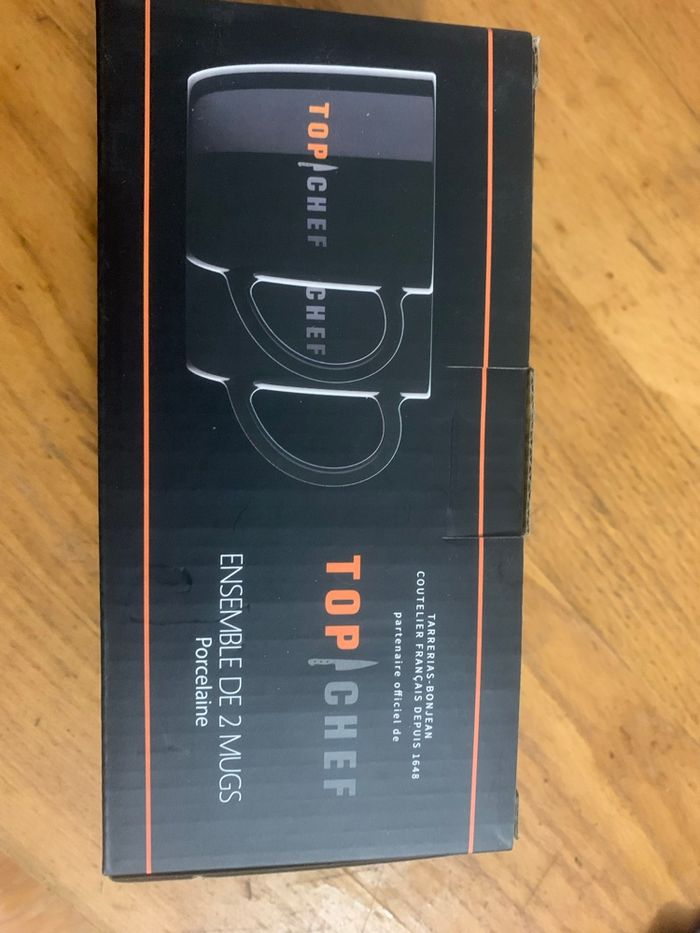 TOP CHEF
CHEF
TARRERIAS-BONJEAN
COUTELIER FRANÇAIS DEPUIS 1648
partenaire officiel de
TOP CHEF
ENSEMBLE DE 2 MUGS
Porcelaine